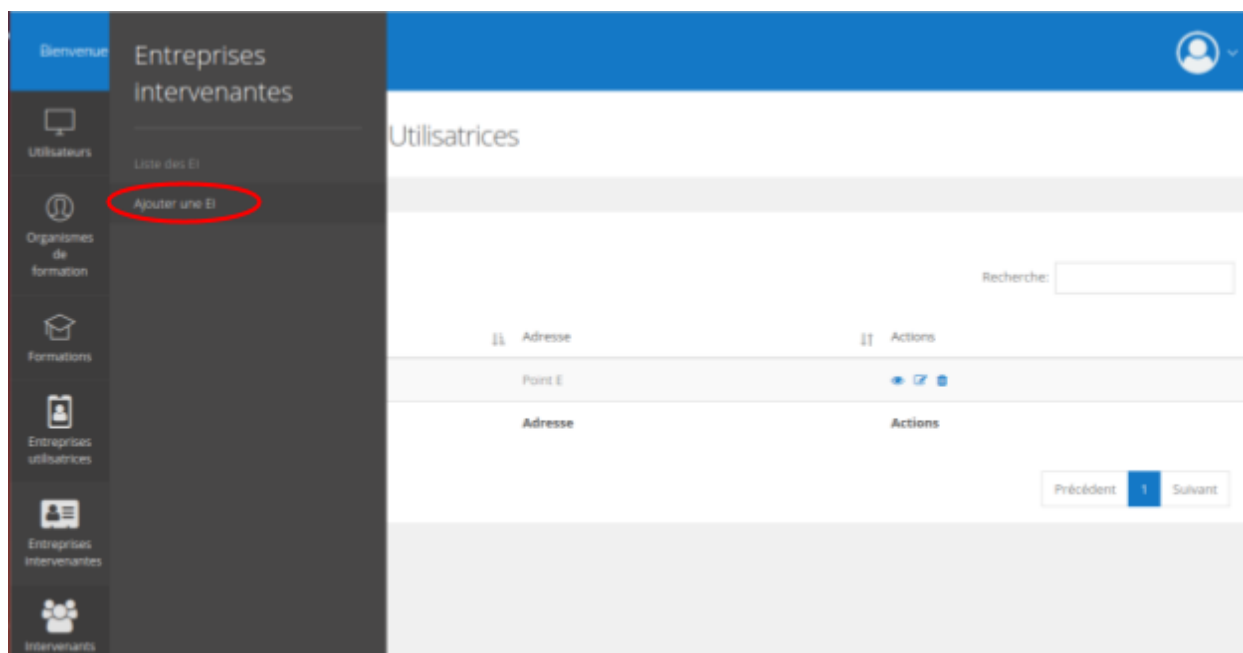 Bienvenue
Entreprises
intervenantes
Liste des EI
Ajouter une EI
Utilisateurs
Organismes
de
formation
Formations
Entreprises
utilisatrices
Entreprises
intervenantes
Intervenants
Utilisatrices
Recherche:
Adresse
Actions
Point E
Adresse
Actions
Précédent
1
Suivant